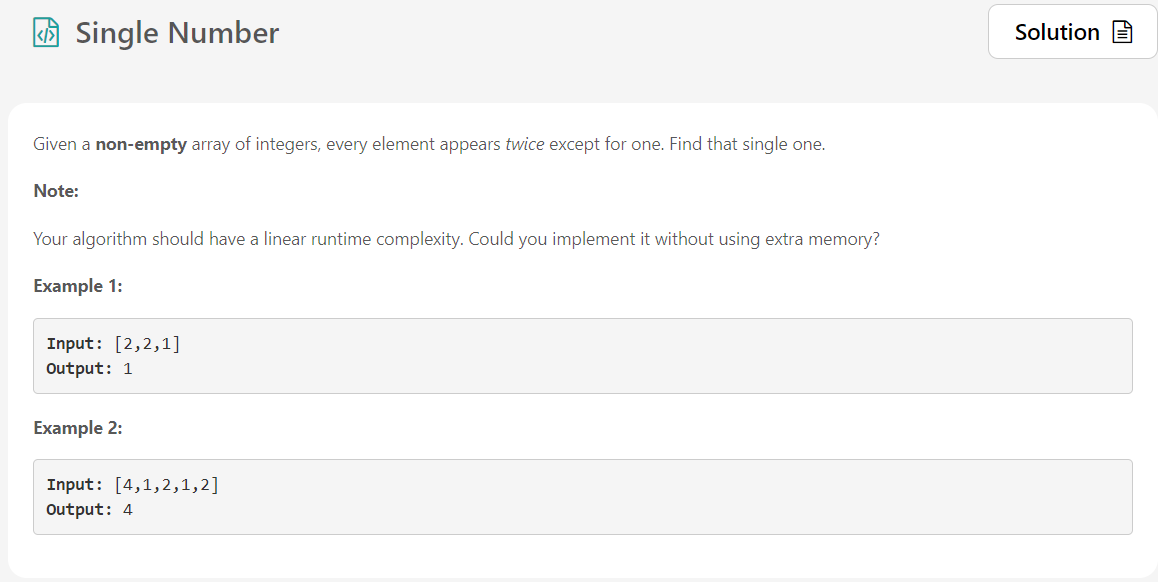 Single Number
Solution
Given a non-empty array of integers, every element appears twice except for one. Find that single one.
Note:
Your algorithm should have a linear runtime complexity. Could you implement it without using extra memory?
Example 1:
Input: [2,2,1]
Output: 1
Example 2:
Input: [4,1,2,1,2]
Output: 4